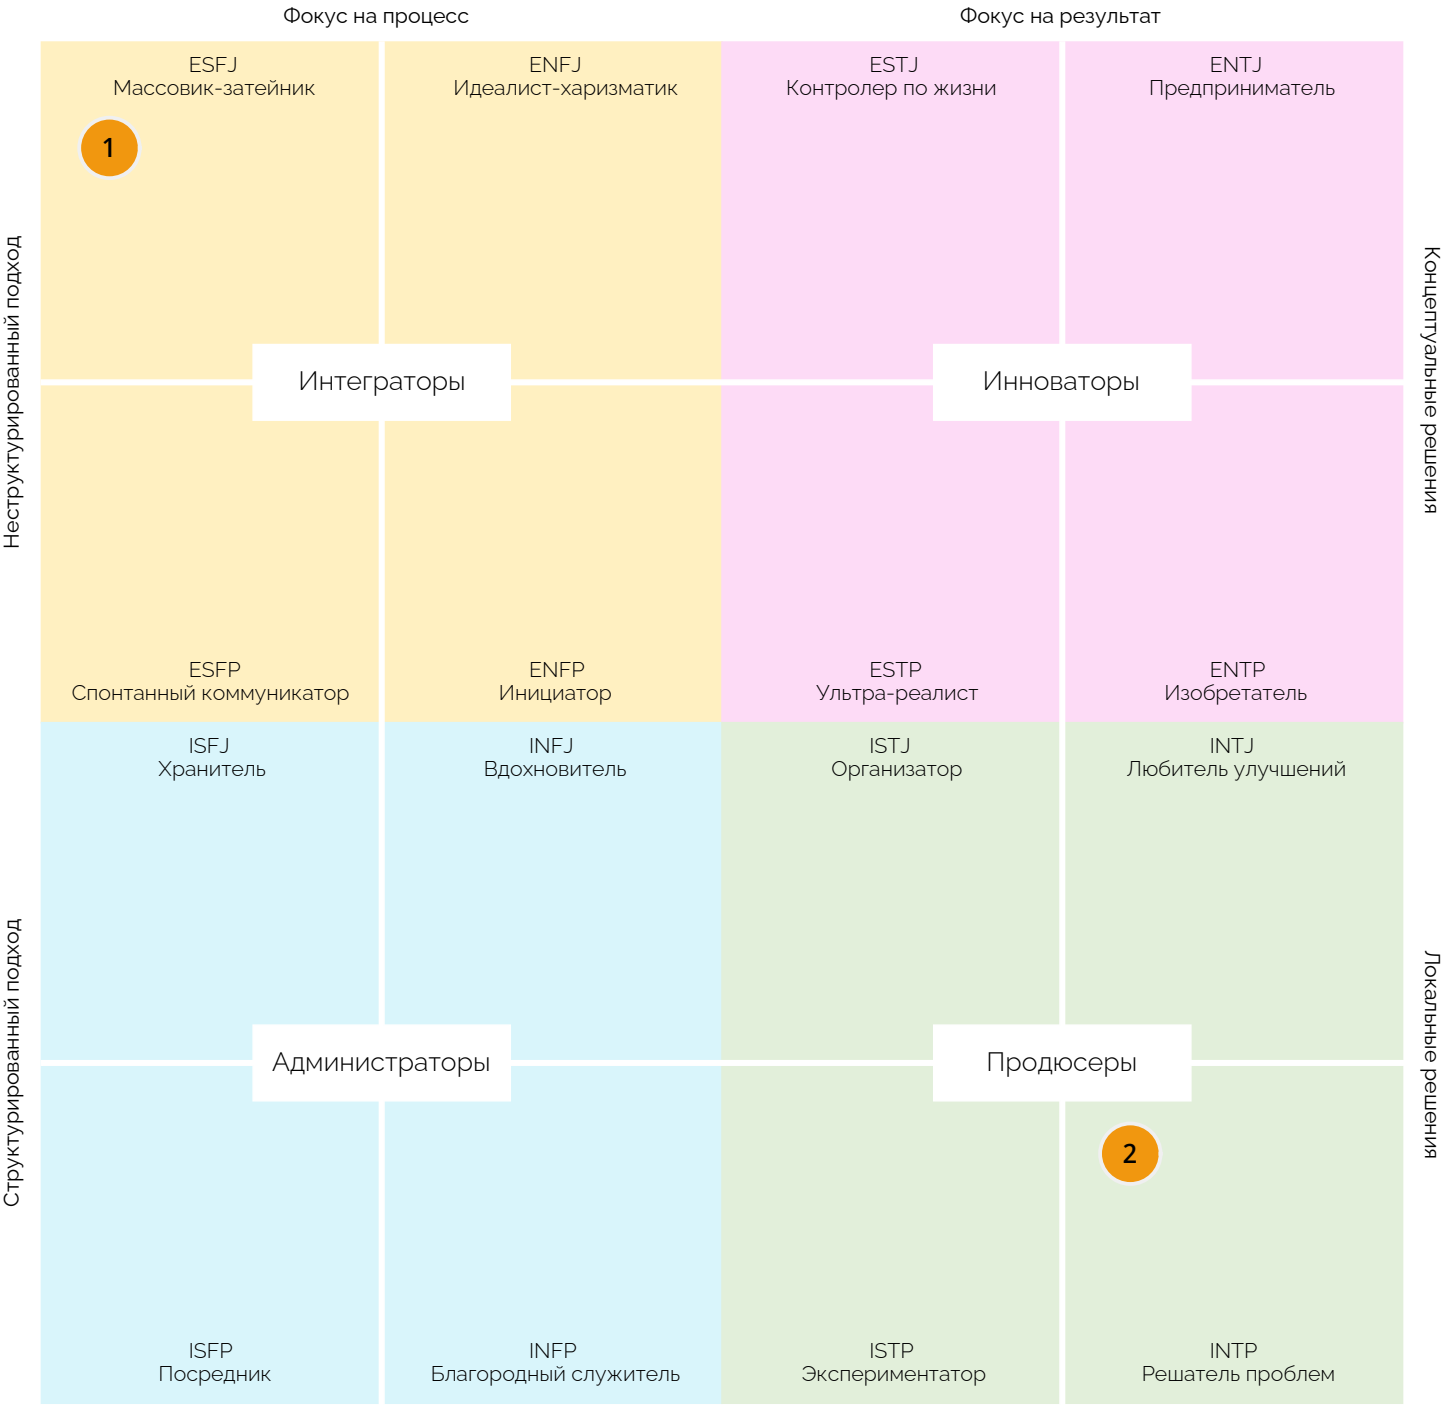 Фокус на процесс
Фокус на результат
ESFJ
Массовик-затейник
ENFJ
Идеалист-харизматик
ESTJ
Контролер по жизни
ENTJ
Предприниматель
1
Неструктурированный подход
Концептуальные решения
Интеграторы
Инноваторы
ESFP
Спонтанный коммуникатор
ENFP
Инициатор
ESTP
Ультра-реалист
ENTP
Изобретатель
ISFJ
Хранитель
INFJ
Вдохновитель
ISTJ
Организатор
INTJ
Любитель улучшений
Структурированный подход
Локальные решения
Администраторы
Продюсеры
2
ISFP
Посредник
INFP
Благородный служитель
ISTP
Экспериментатор
INTP
Решатель проблем